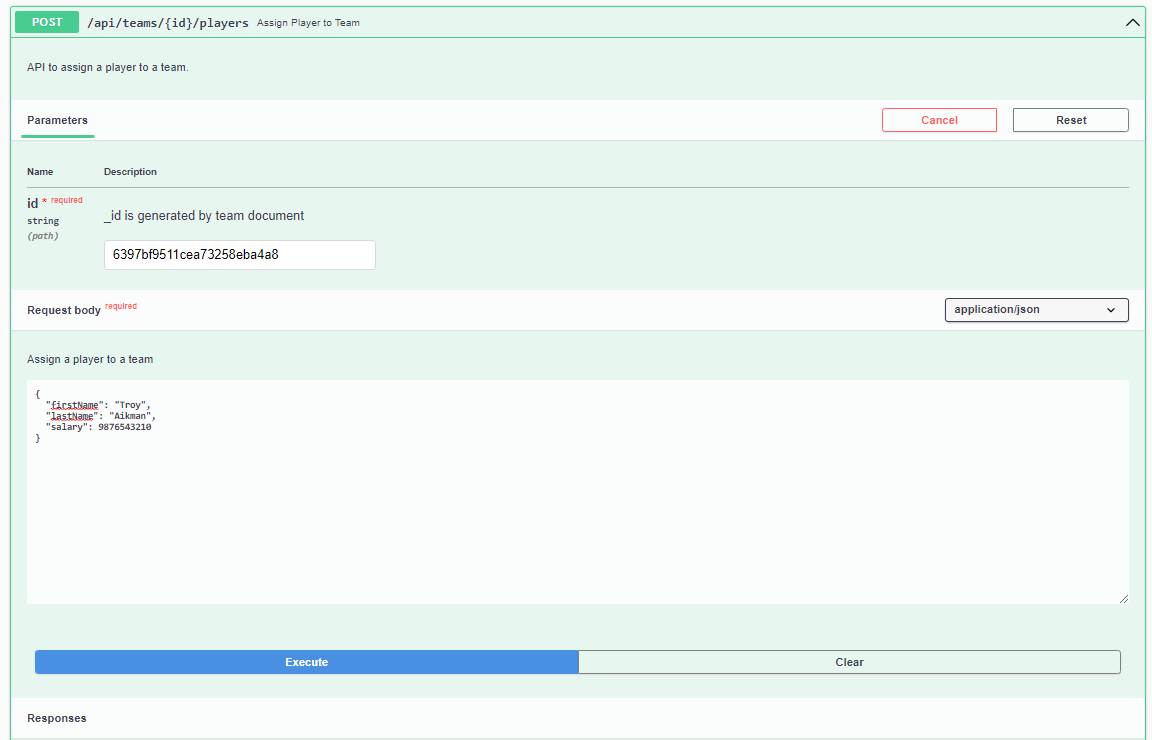 POST /api/teams/{id}/players Assign Player to Team
API to assign a player to a team.
Parameters Cancel Reset
Name Description
id * required
string
(path)
_id is generated by team document
6397bf9511cea73258eba4a8
Request body required application/json
Assign a player to a team
{
"firstName": "Troy",
"lastName": "Aikman",
"salary": 9876543210
}
Execute Clear
Responses